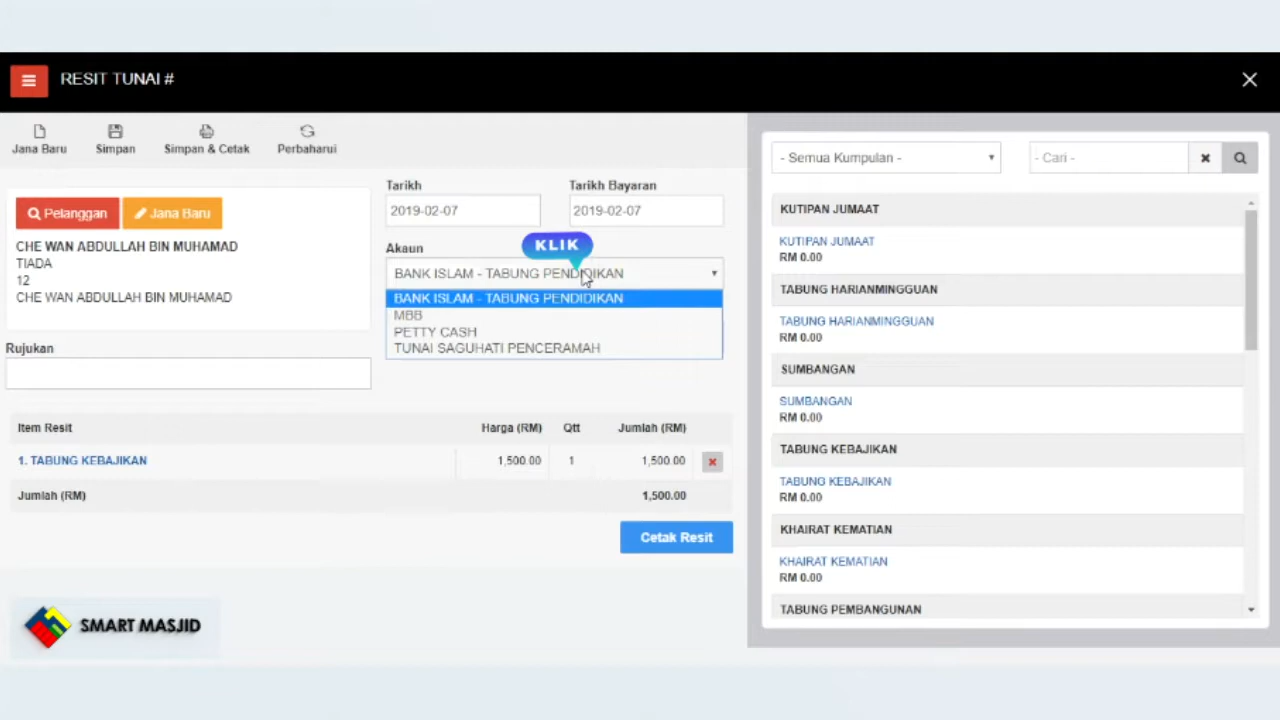 RESIT TUNAI #
Jana Baru
Simpan
Simpan & Cetak
Perbaharui
Pelanggan
Jana Baru
CHE WAN ABDULLAH BIN MUHAMAD
TIADA
12
CHE WAN ABDULLAH BIN MUHAMAD
Rujukan
Tarikh
Tarikh Bayaran
2019-02-07
2019-02-07
Akaun
KLIK
BANK ISLAM - TABUNG PENDIDIKAN
BANK ISLAM - TABUNG PENDIDIKAN
MBB
PETTY CASH
TUNAI SAGUHATI PENCERAMAH
Item Resit Harga (RM) Qtt Jumlah (RM)
1. TABUNG KEBAJIKAN 1,500.00 1 1,500.00
Jumlah (RM) 1,500.00
Cetak Resit
SMART MASJID
- Semua Kumpulan -
- Cari -
KUTIPAN JUMAAT
KUTIPAN JUMAAT
RM 0.00
TABUNG HARIANMINGGUAN
TABUNG HARIANMINGGUAN
RM 0.00
SUMBANGAN
SUMBANGAN
RM 0.00
TABUNG KEBAJIKAN
TABUNG KEBAJIKAN
RM 0.00
KHAIRAT KEMATIAN
KHAIRAT KEMATIAN
RM 0.00
TABUNG PEMBANGUNAN